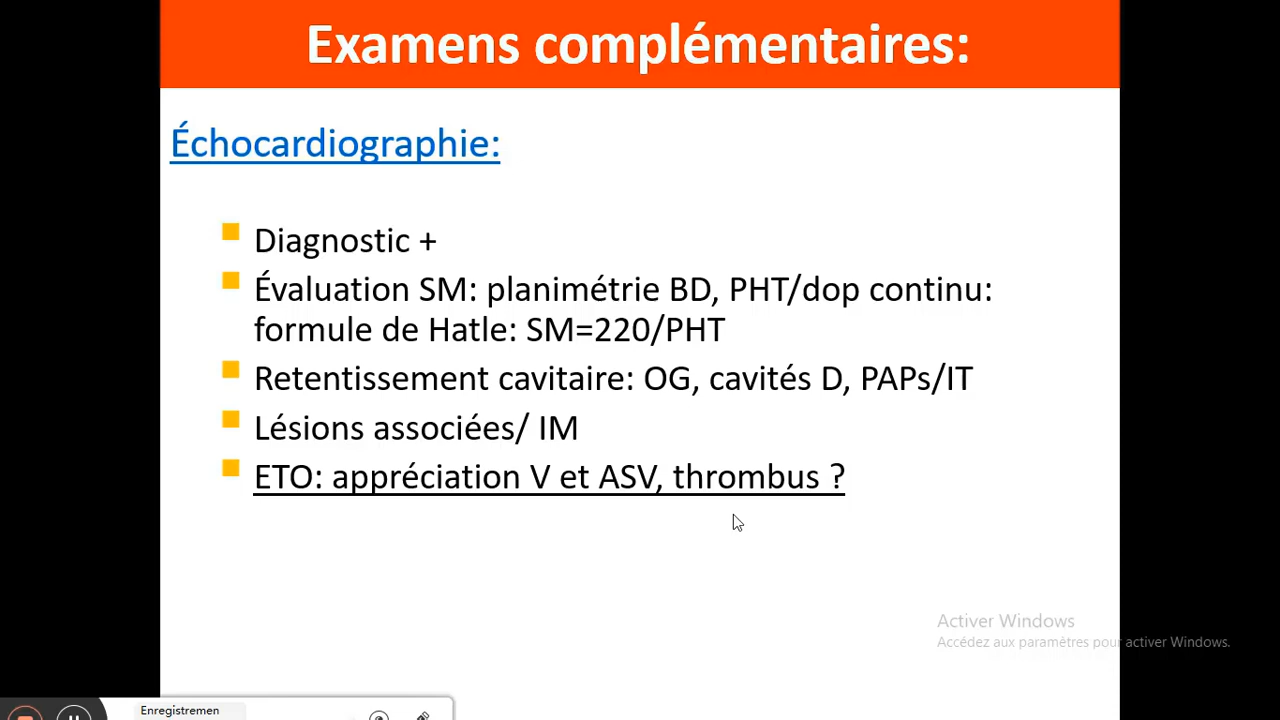 Examens complémentaires:
Échocardiographie:
Diagnostic +
Évaluation SM: planimétrie BD, PHT/dop continu:
formule de Hatle: SM=220/PHT
Retentissement cavitaire: OG, cavités D, PAPs/IT
Lésions associées/ IM
ETO: appréciation V et ASV, thrombus ?
Activer Windows
Accédez aux paramètres pour activer Windows.
Enregistremen